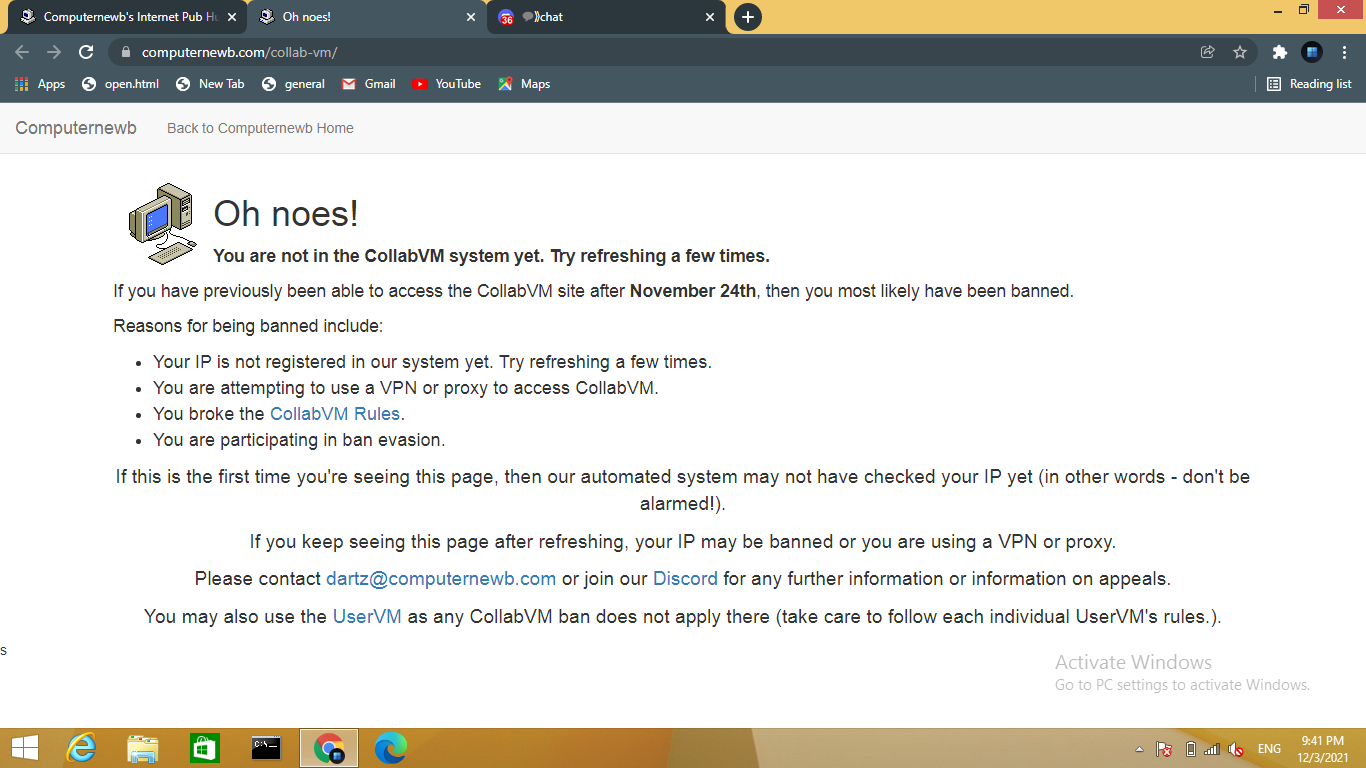 Computernewb's Internet Pub Hu
Oh noes!
36
chat
computernewb.com/collab-vm/
Apps
open.html
New Tab
general
Gmail
YouTube
Maps
Reading list
Computernewb
Back to Computernewb Home
Oh noes!
You are not in the CollabVM system yet. Try refreshing a few times.
If you have previously been able to access the CollabVM site after November 24th, then you most likely have been banned.
Reasons for being banned include:
Your IP is not registered in our system yet. Try refreshing a few times.
You are attempting to use a VPN or proxy to access CollabVM.
You broke the CollabVM Rules.
You are participating in ban evasion.
If this is the first time you're seeing this page, then our automated system may not have checked your IP yet (in other words - don't be
alarmed!).
If you keep seeing this page after refreshing, your IP may be banned or you are using a VPN or proxy.
Please contact dartz@computernewb.com or join our Discord for any further information or information on appeals.
You may also use the UserVM as any CollabVM ban does not apply there (take care to follow each individual UserVM's rules.).
s
Activate Windows
Go to PC settings to activate Windows.
C:\_
ENG
9:41 PM
12/3/2021